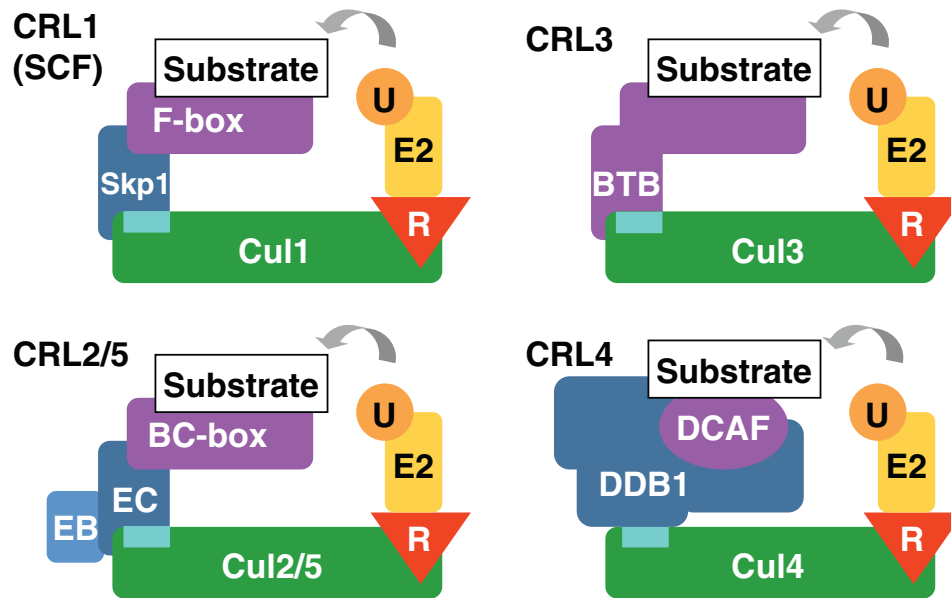 CRL1
(SCF)
Substrate
F-box
Skp1
U
E2
R
Cul1
CRL3
Substrate
BTB
U
E2
R
Cul3
CRL2/5
Substrate
BC-box
EC
EB
U
E2
R
Cul2/5
CRL4
Substrate
DCAF
DDB1
U
E2
R
Cul4